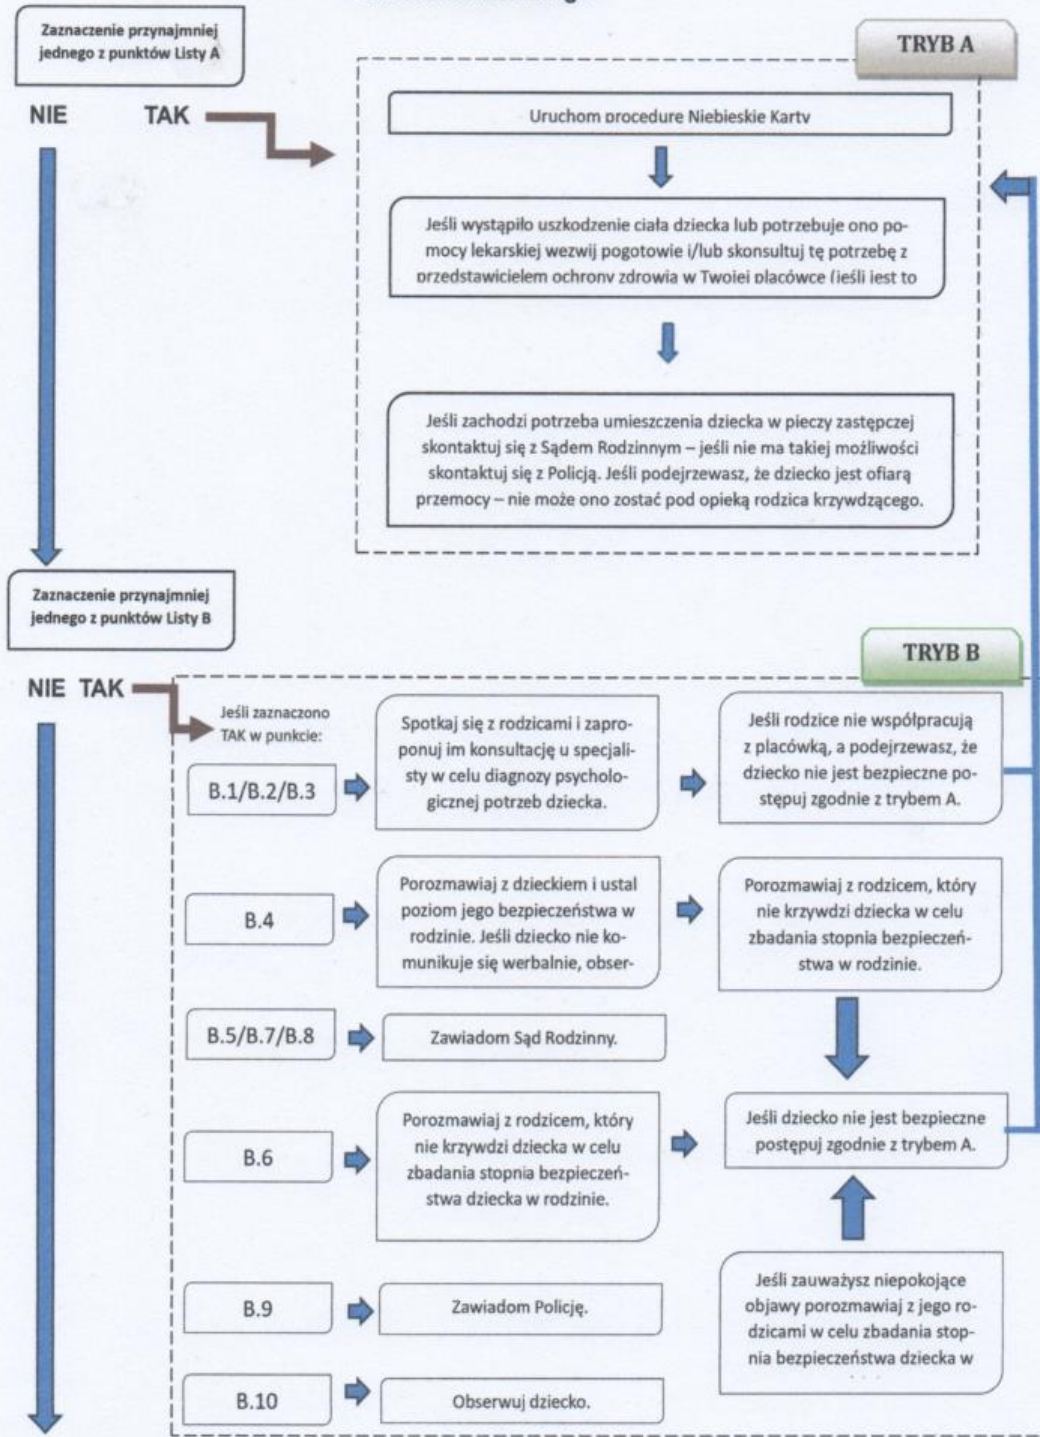 Zaznaczenie przynajmniej
jednego z punktów Listy A
NIE TAK
TRYB A
Uruchom procedurę Niebieskie Karty
Jeśli wystąpiło uszkodzenie ciała dziecka lub potrzebuje ono po-
mocy lekarskiej wezwij pogotowie i/lub skonsultuj tę potrzebę z
przedstawicielem ochrony zdrowia w Twojej placówce (jeśli jest to
Jeśli zachodzi potrzeba umieszczenia dziecka w pieczy zastępczej
skontaktuj się z Sądem Rodzinnym – jeśli nie ma takiej możliwości
skontaktuj się z Policją. Jeśli podejrzewasz, że dziecko jest ofiarą
przemocy – nie może ono zostać pod opieką rodzica krzywdzącego.
Zaznaczenie przynajmniej
jednego z punktów Listy B
NIE TAK
TRYB B
Jeśli zaznaczono
TAK w punkcie:
B.1/B.2/B.3
Spotkaj się z rodzicami i zapro-
ponuj im konsultację u specjali-
sty w celu diagnozy psycholo-
gicznej potrzeb dziecka.
Jeśli rodzice nie współpracują
z placówką, a podejrzewasz, że
dziecko nie jest bezpieczne po-
stępuj zgodnie z trybem A.
B.4
Porozmawiaj z dzieckiem i ustal
poziom jego bezpieczeństwa w
rodzinie. Jeśli dziecko nie ko-
munikuje się werbalnie, obser-
Porozmawiaj z rodzicem, który
nie krzywdzi dziecka w celu
zbadania stopnia bezpieczeń-
stwa w rodzinie.
B.5/B.7/B.8
Zawiadom Sąd Rodzinny.
B.6
Porozmawiaj z rodzicem, który
nie krzywdzi dziecka w celu
zbadania stopnia bezpieczeń-
stwa dziecka w rodzinie.
Jeśli dziecko nie jest bezpieczne
postępuj zgodnie z trybem A.
B.9
Zawiadom Policję.
Jeśli zauważysz niepokojące
objawy porozmawiaj z jego ro-
dzicami w celu zbadania stop-
nia bezpieczeństwa dziecka w
B.10
Obserwuj dziecko.